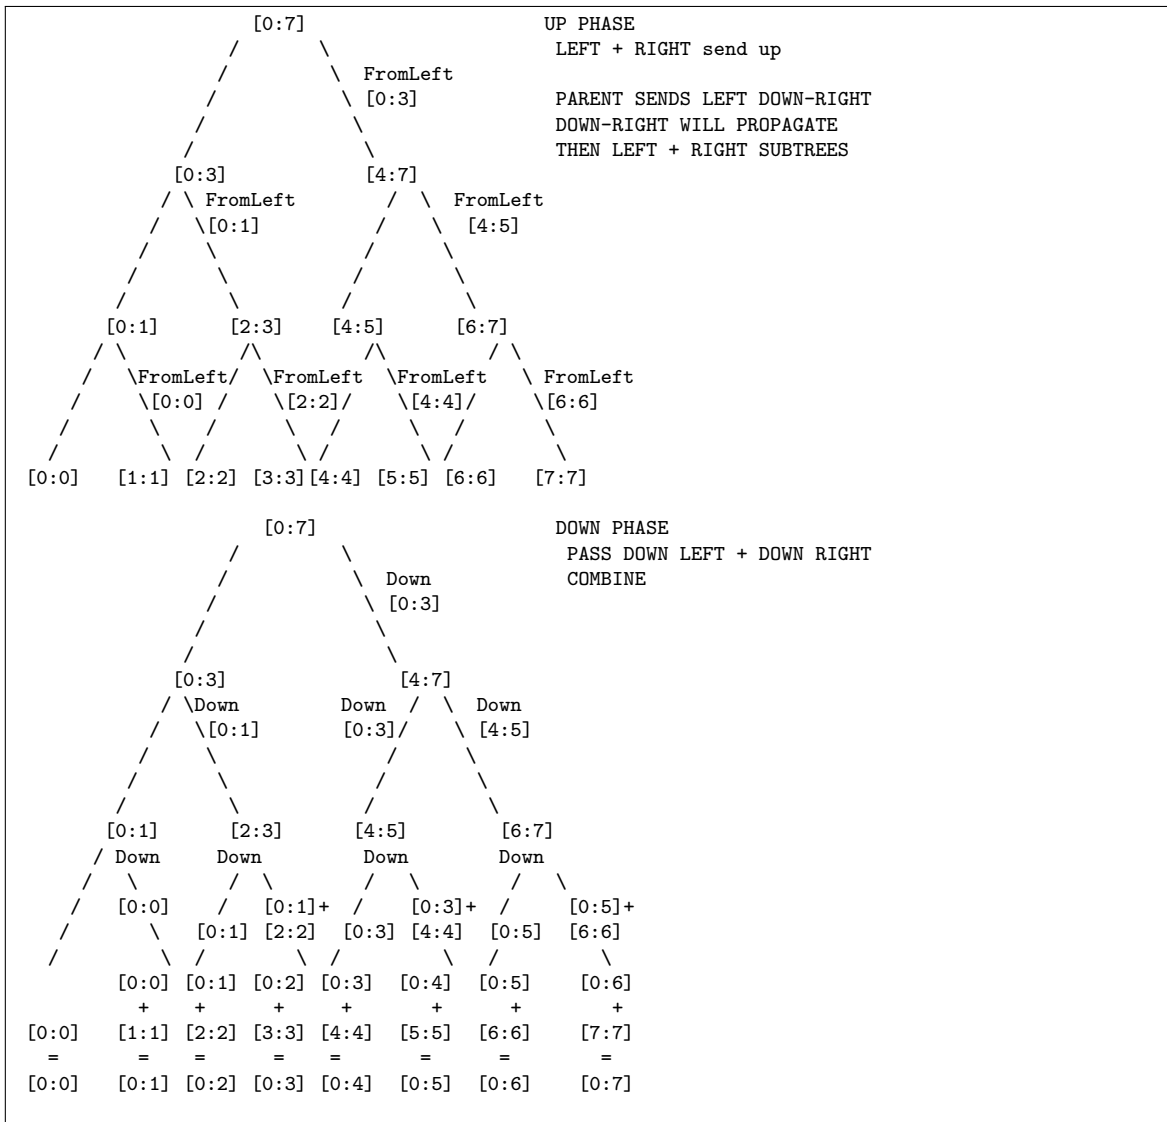 [0:7] UP PHASE
/ \ LEFT + RIGHT send up
/ \ FromLeft
/ \ [0:3] PARENT SENDS LEFT DOWN-RIGHT
/ \ DOWN-RIGHT WILL PROPAGATE
/ \ THEN LEFT + RIGHT SUBTREES
[0:3] [4:7]
/ \ FromLeft / \ FromLeft
/ \[0:1] / \ [4:5]
/ \ / \
/ \ / \
/ \ / \
[0:1] [2:3] [4:5] [6:7]
/ \ /\ /\ / \
/ \FromLeft/ \FromLeft \FromLeft \ FromLeft
/ \[0:0] / \[2:2]/ \[4:4]/ \[6:6]
/ \ / \ / \ / \
/ \ / \ / \ / \
[0:0] [1:1] [2:2] [3:3][4:4] [5:5] [6:6] [7:7]
[0:7] DOWN PHASE
/ \ PASS DOWN LEFT + DOWN RIGHT
/ \ Down COMBINE
/ \ [0:3]
/ \
/ \
[0:3] [4:7]
/ \Down Down / \ Down
/ \[0:1] [0:3]/ \ [4:5]
/ \ / \
/ \ / \
/ \ / \
[0:1] [2:3] [4:5] [6:7]
/ Down Down Down Down
/ \ / \ / \ / \
/ [0:0] / [0:1]+ / [0:3]+ / [0:5]+
/ \ [0:1] [2:2] [0:3] [4:4] [0:5] [6:6]
/ \ / \ / \ / \
[0:0] [0:1] [0:2] [0:3] [0:4] [0:5] [0:6]
+ + + + + + +
[0:0] [1:1] [2:2] [3:3] [4:4] [5:5] [6:6] [7:7]
= = = = = = = =
[0:0] [0:1] [0:2] [0:3] [0:4] [0:5] [0:6] [0:7]